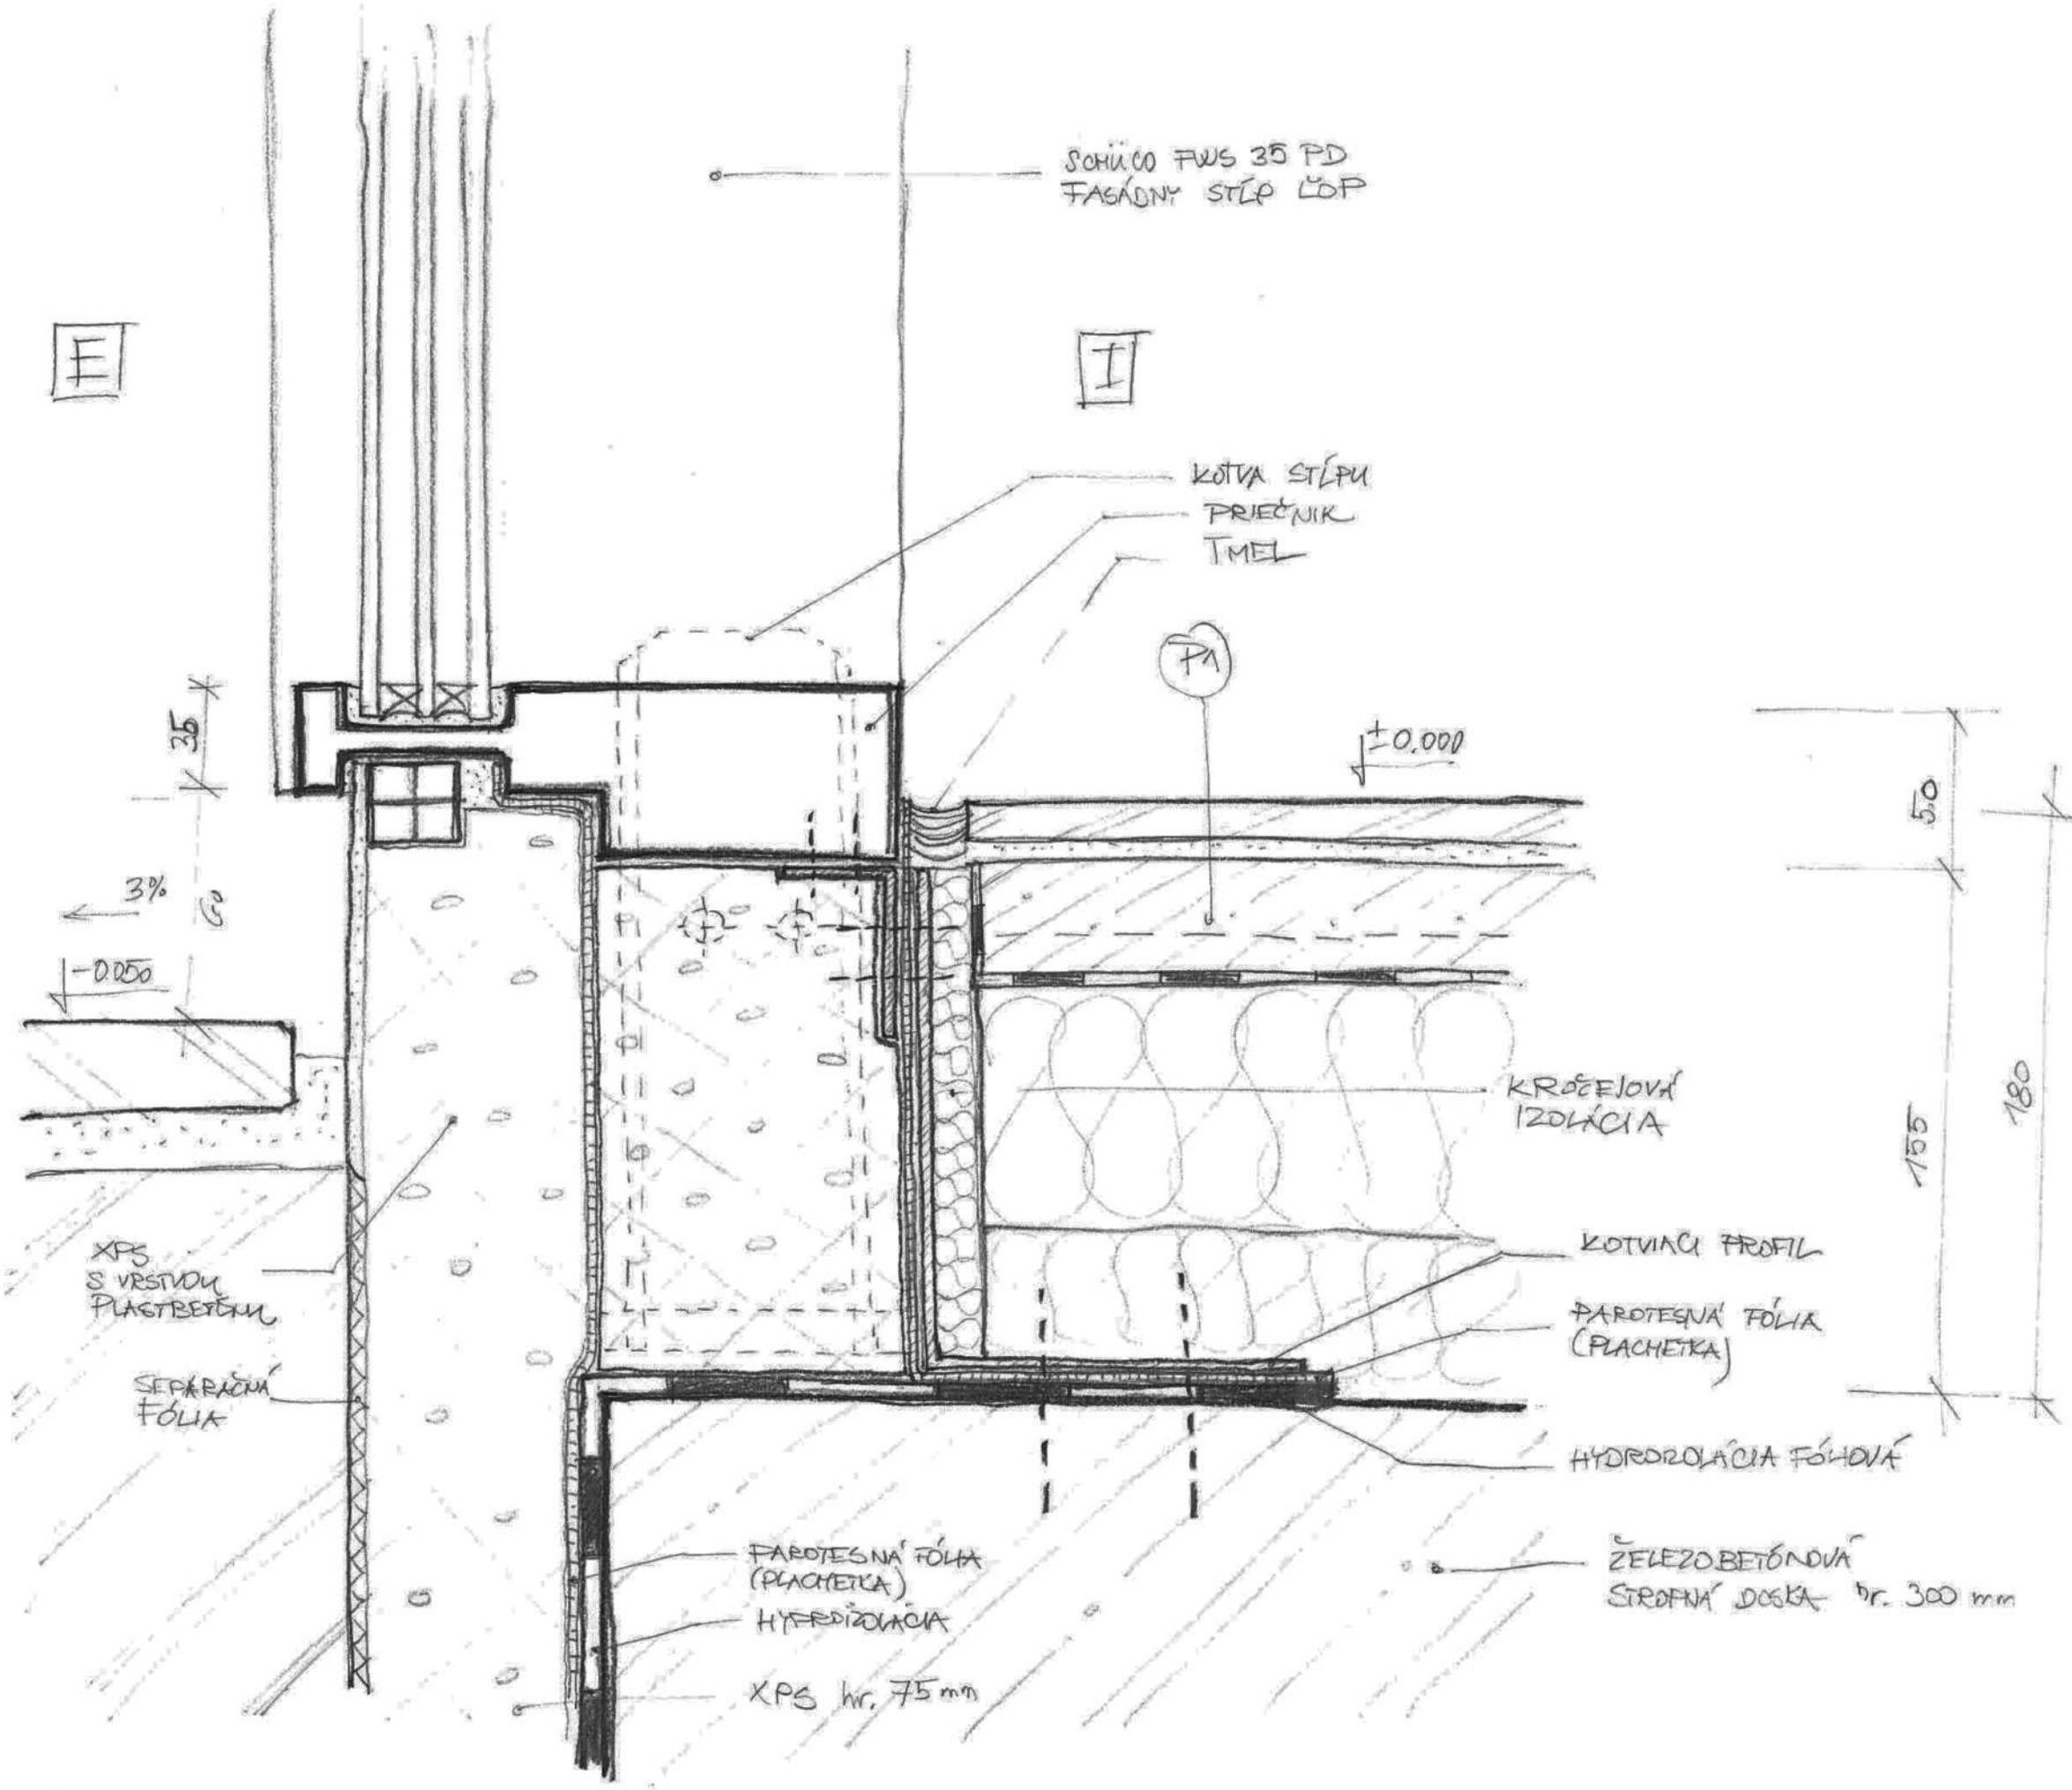 SCHÜCO FWS 35 PD
FASÁDNY STĹP ĽOP
E
I
KOTVA STĹPU
PRIEČNIK
TMEL
P1
35
±0.000
50
3%
60
-0.050
KROČEJOVÁ
IZOLÁCIA
155
180
XPS
S VRSTVOU
PLASTBETÓNU
KOTVIACI PROFIL
PAROTESNÁ FÓLIA
(PLACHETKA)
SEPARAČNÁ
FÓLIA
HYDROIZOLÁCIA FÓLIOVÁ
PAROTESNÁ FÓLIA
(PLACHETKA)
HYDROIZOLÁCIA
ŽELEZOBETÓNOVÁ
STROPNÁ DOSKA hr. 300 mm
XPS hr. 75 mm